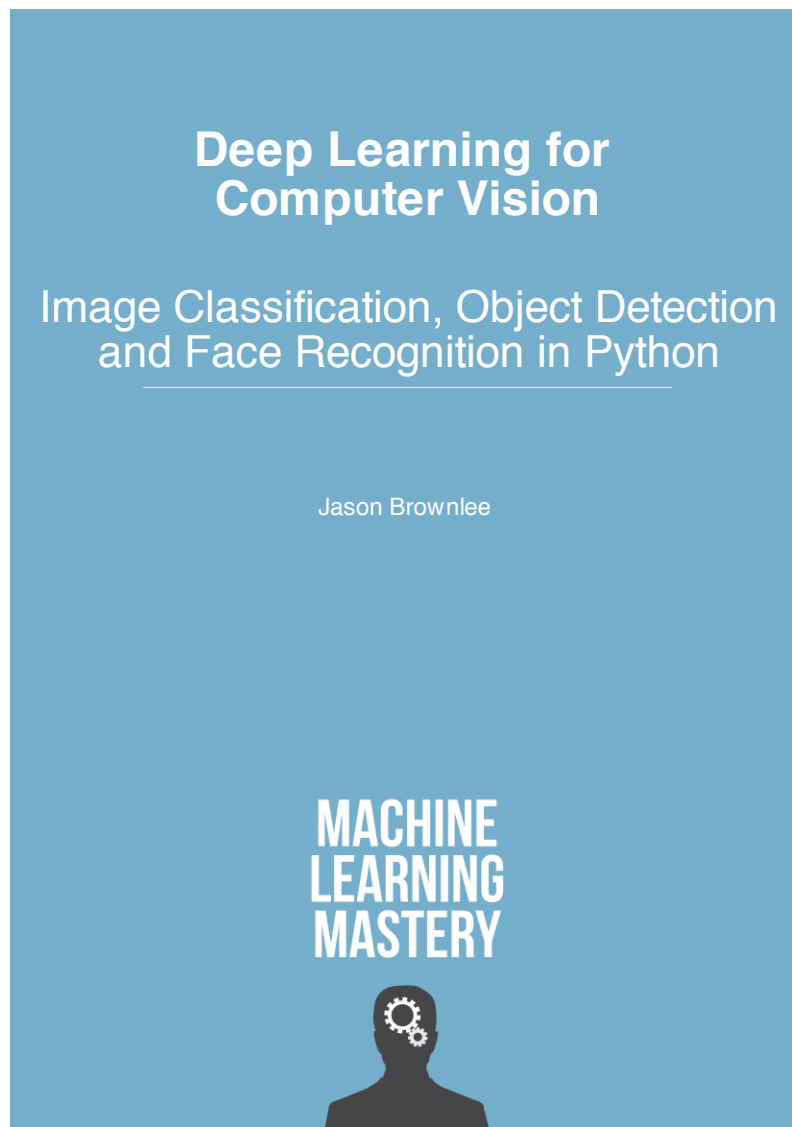 Deep Learning for
Computer Vision
Image Classification, Object Detection
and Face Recognition in Python
Jason Brownlee
MACHINE
LEARNING
MASTERY